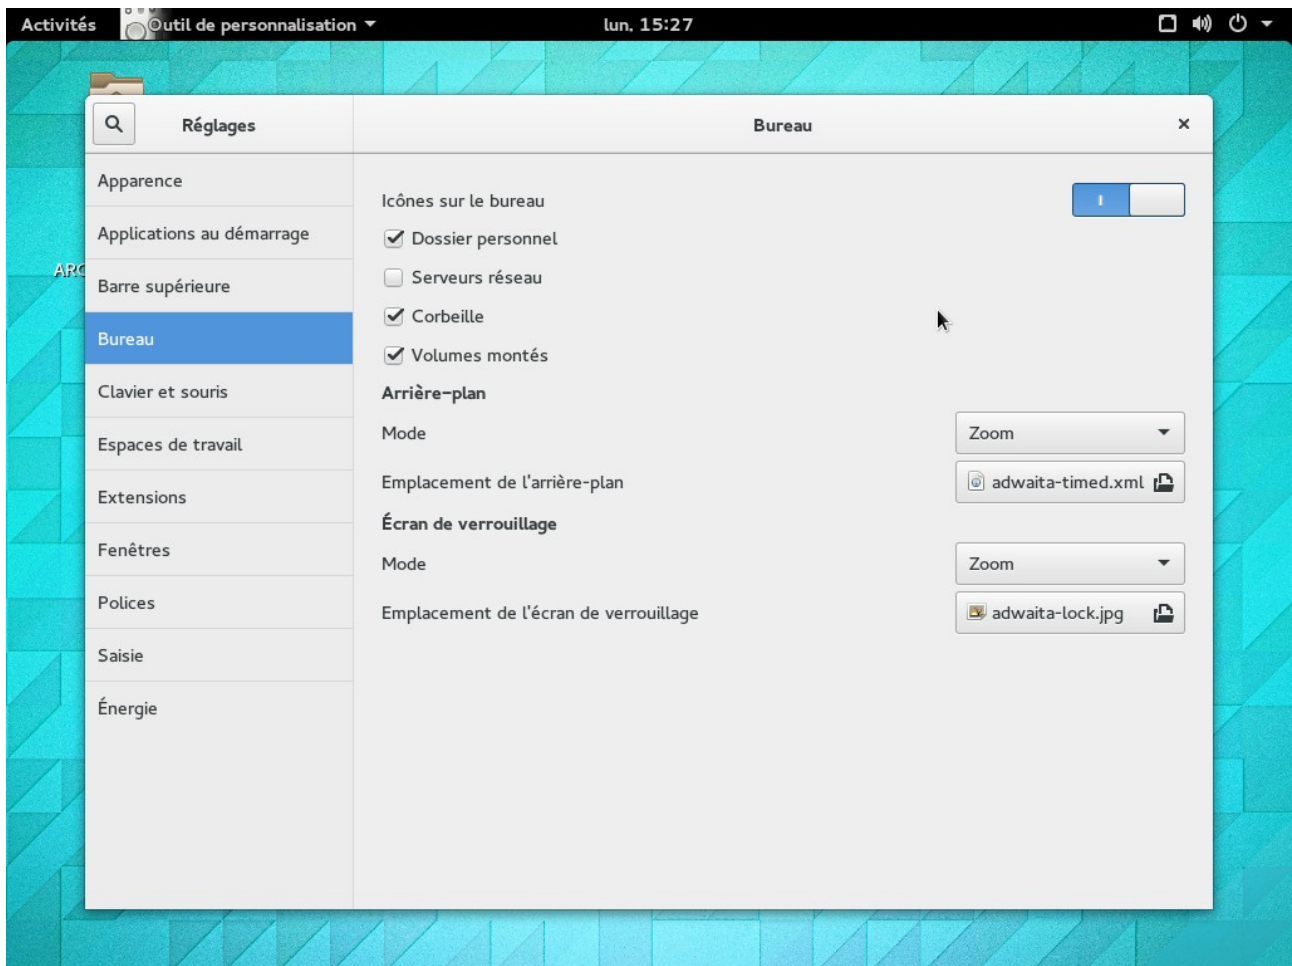 Activités Outil de personnalisation lun. 15:27
Réglages Bureau
Apparence
Applications au démarrage
Barre supérieure
Bureau
Clavier et souris
Espaces de travail
Extensions
Fenêtres
Polices
Saisie
Énergie
Icônes sur le bureau
Dossier personnel
Serveurs réseau
Corbeille
Volumes montés
Arrière-plan
Mode Zoom
Emplacement de l'arrière-plan adwaita-timed.xml
Écran de verrouillage
Mode Zoom
Emplacement de l'écran de verrouillage adwaita-lock.jpg